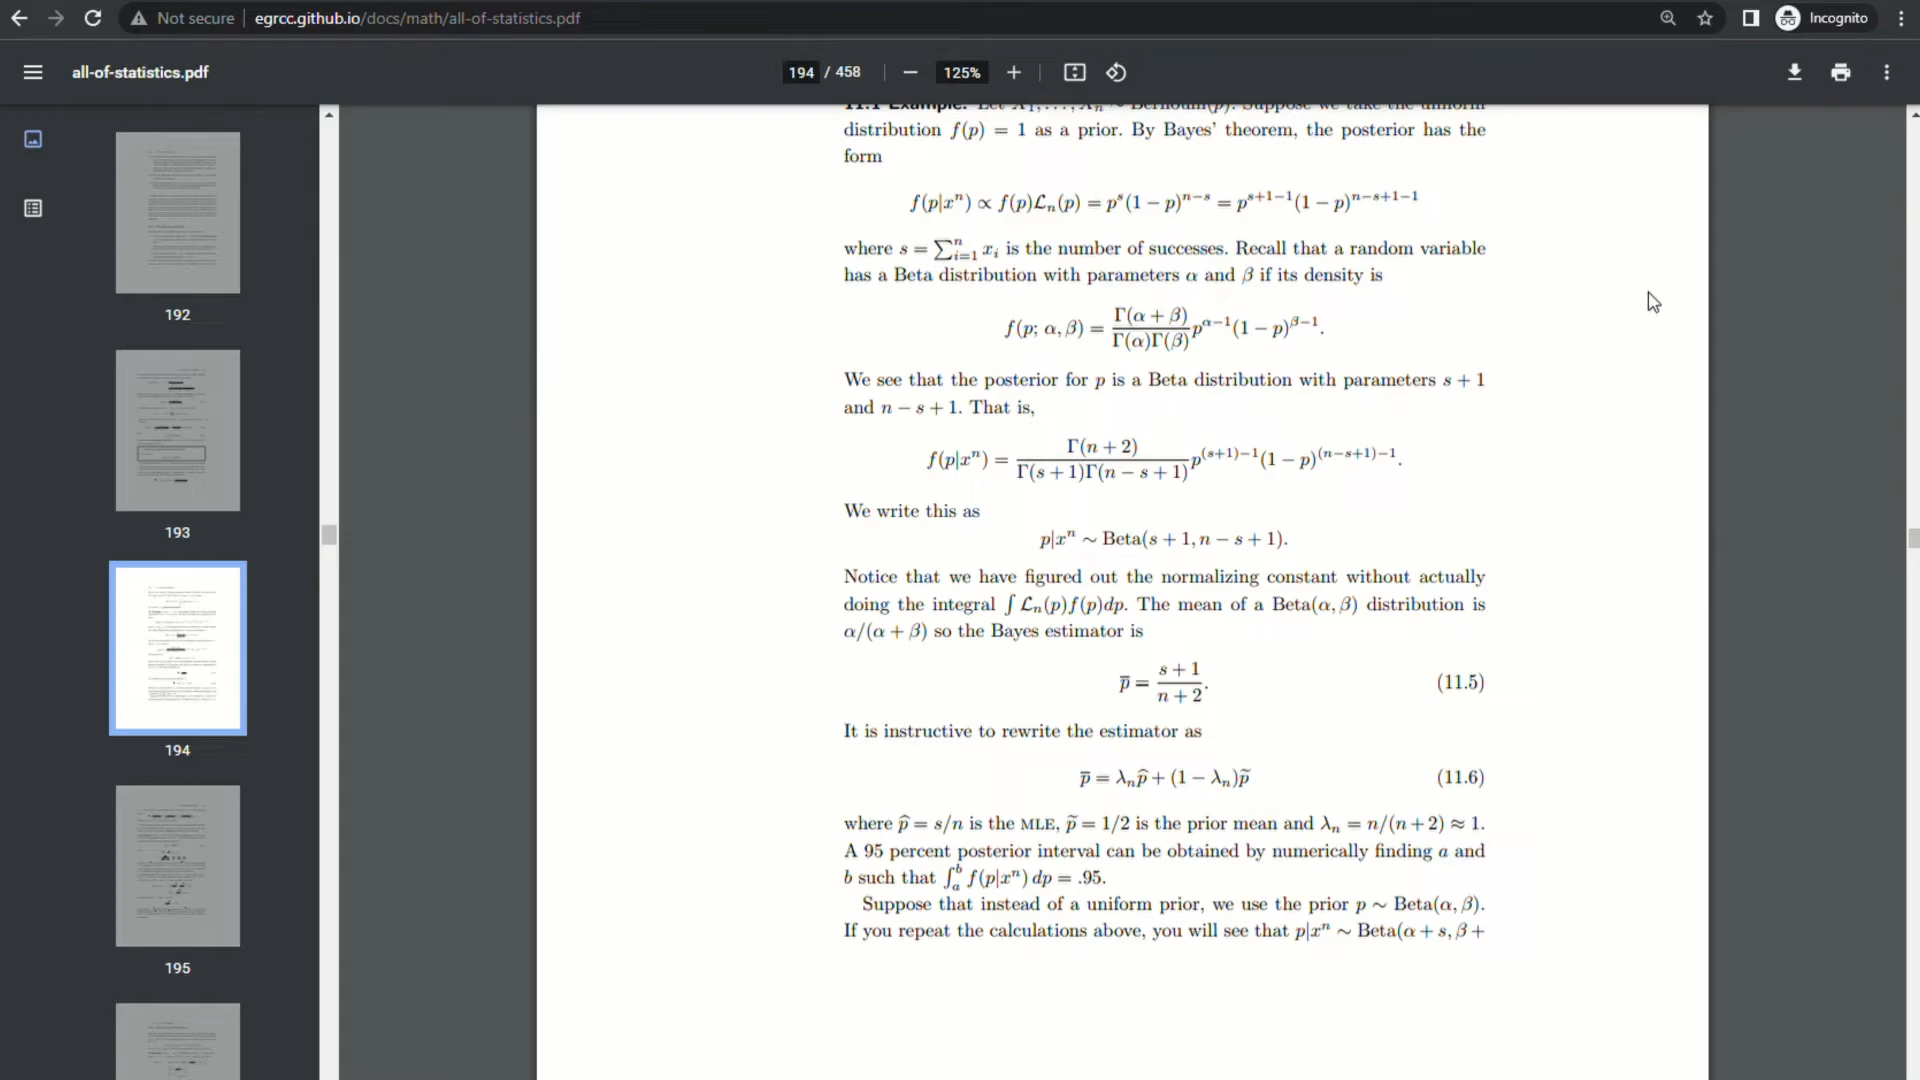 Not secure egrcc.github.io/docs/math/all-of-statistics.pdf Incognito
all-of-statistics.pdf 194 / 458 125%
192
193
194
195
11.1 Example. Let X₁, . . . , Xₙ ∼ Bernoulli(p). Suppose we take the uniform
distribution f(p) = 1 as a prior. By Bayes' theorem, the posterior has the
form
f(p|xⁿ) ∝ f(p)ℒₙ(p) = p^s(1 − p)^{n−s} = p^{s+1−1}(1 − p)^{n−s+1−1}
where s = ∑_{i=1}^n x_i is the number of successes. Recall that a random variable
has a Beta distribution with parameters α and β if its density is
f(p; α, β) = Γ(α + β)/Γ(α)Γ(β) p^{α−1}(1 − p)^{β−1}.
We see that the posterior for p is a Beta distribution with parameters s + 1
and n − s + 1. That is,
f(p|xⁿ) = Γ(n + 2)/Γ(s + 1)Γ(n − s + 1) p^{(s+1)−1}(1 − p)^{(n−s+1)−1}.
We write this as
p|xⁿ ∼ Beta(s + 1, n − s + 1).
Notice that we have figured out the normalizing constant without actually
doing the integral ∫ ℒₙ(p)f(p)dp. The mean of a Beta(α, β) distribution is
α/(α + β) so the Bayes estimator is
p̄ = s + 1/n + 2. (11.5)
It is instructive to rewrite the estimator as
p̄ = λₙp̂ + (1 − λₙ)p̃ (11.6)
where p̂ = s/n is the MLE, p̃ = 1/2 is the prior mean and λₙ = n/(n + 2) ≈ 1.
A 95 percent posterior interval can be obtained by numerically finding a and
b such that ∫_a^b f(p|xⁿ) dp = .95.
Suppose that instead of a uniform prior, we use the prior p ∼ Beta(α, β).
If you repeat the calculations above, you will see that p|xⁿ ∼ Beta(α + s, β +